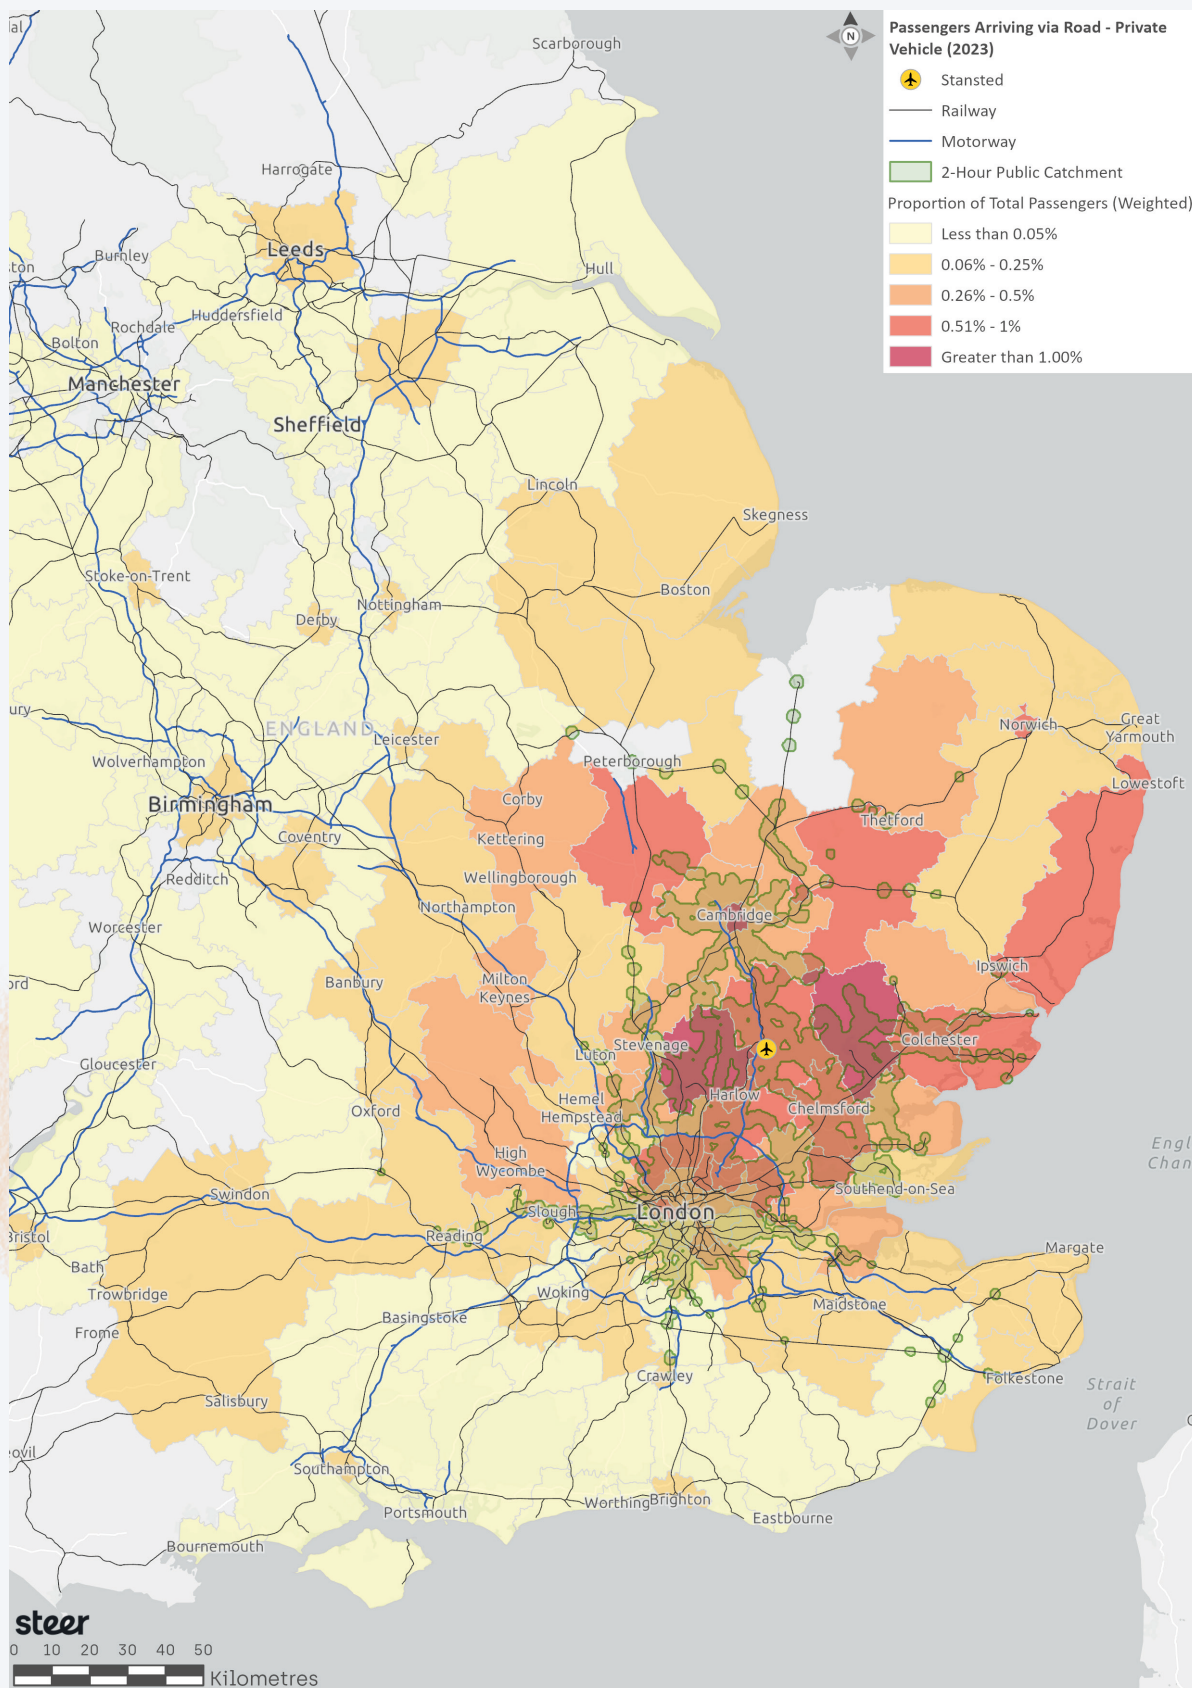 Passengers Arriving via Road - Private
Vehicle (2023)
Stansted
Railway
Motorway
2-Hour Public Catchment
Proportion of Total Passengers (Weighted)
Less than 0.05%
0.06% - 0.25%
0.26% - 0.5%
0.51% - 1%
Greater than 1.00%
N
Scarborough
Harrogate
Leeds
Burnley
Hull
Huddersfield
Rochdale
Bolton
Manchester
Sheffield
Lincoln
Skegness
Stoke-on-Trent
Boston
Nottingham
Derby
ury
ENGLAND
Leicester
Norwich
Great
Yarmouth
Wolverhampton
Peterborough
Lowestoft
Birmingham
Corby
Thetford
Coventry
Kettering
Redditch
Wellingborough
Northampton
Cambridge
Worcester
Ipswich
ord
Banbury
Milton
Keynes
Stevenage
Luton
Colchester
Gloucester
Harlow
Chelmsford
Hemel
Hempstead
Oxford
High
Wycombe
Engl
Chan
Swindon
Southend-on-Sea
Slough
London
Bristol
Reading
Margate
Bath
Trowbridge
Woking
Maidstone
Basingstoke
Frome
Crawley
Folkestone
Strait
of
Dover
Salisbury
eovil
Southampton
Portsmouth
Worthing
Brighton
Eastbourne
Bournemouth
steer
0 10 20 30 40 50
Kilometres